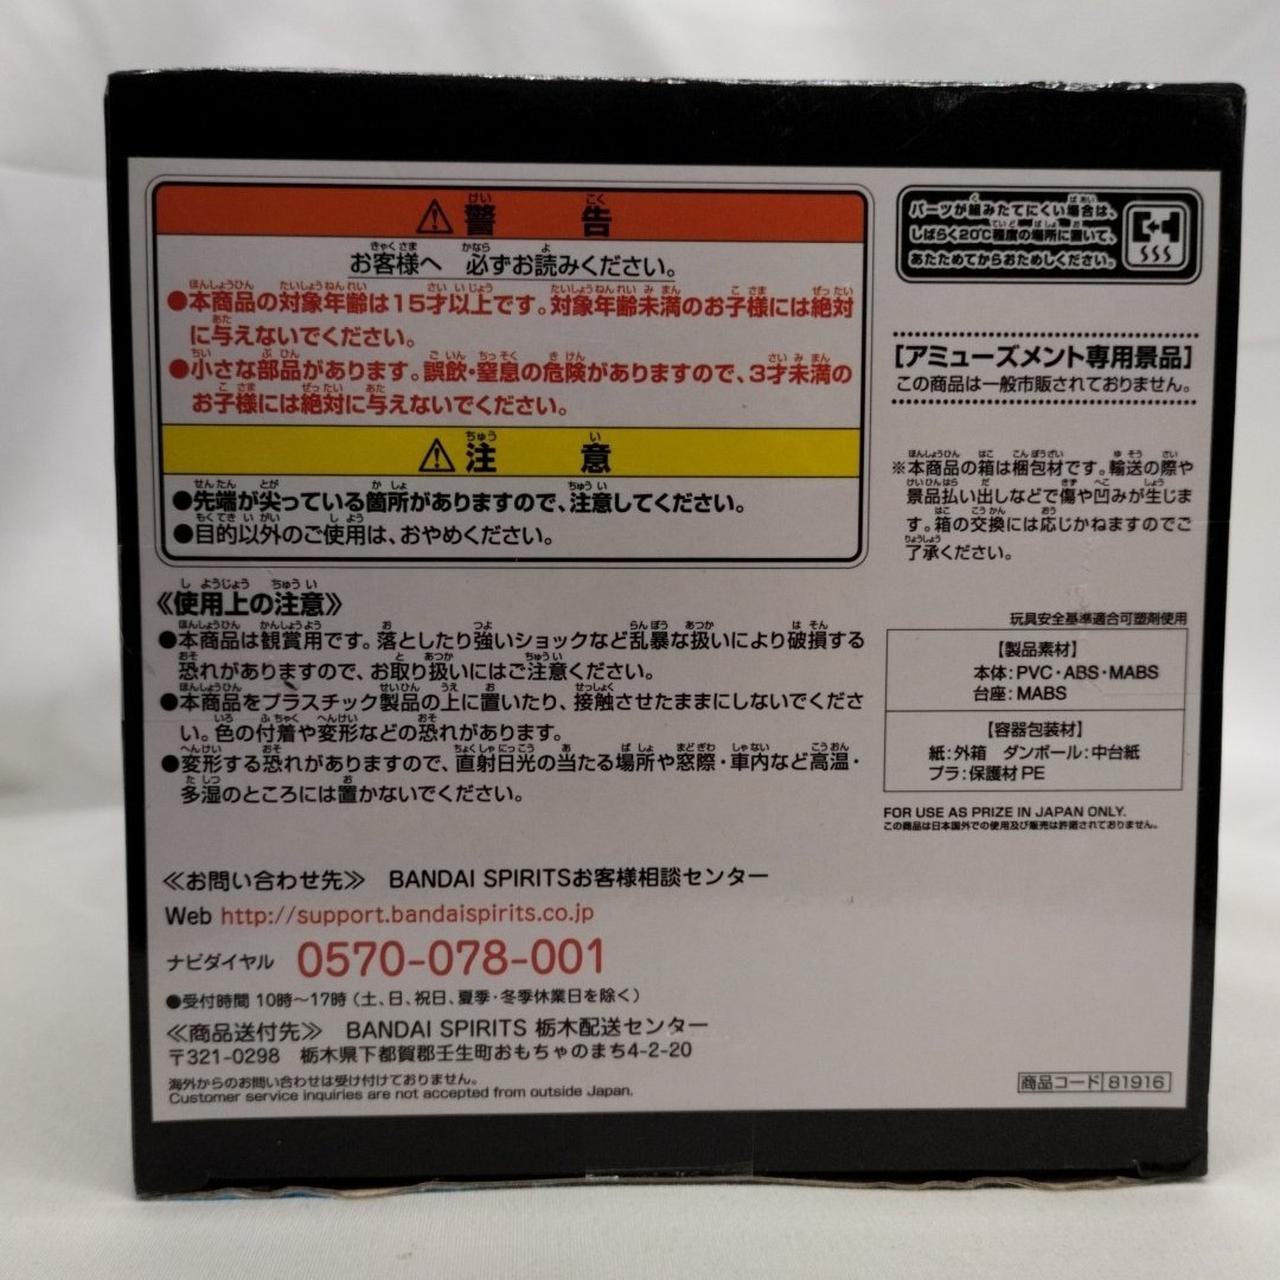 警告
お客様へ 必ずお読みください。
●本商品の対象年齢は15才以上です。対象年齢未満のお子様には絶対
に与えないでください。
●小さな部品があります。誤飲・窒息の危険がありますので、3才未満の
お子様には絶対に与えないでください。
注意
●先端が尖っている箇所がありますので、注意してください。
●目的以外のご使用は、おやめください。
《使用上の注意》
●本商品は観賞用です。落としたり強いショックなど乱暴な扱いにより破損する
恐れがありますので、お取り扱いにはご注意ください。
●本商品をプラスチック製品の上に置いたり、接触させたままにしないでくださ
い。色の付着や変形などの恐れがあります。
●変形する恐れがありますので、直射日光の当たる場所や窓際・車内など高温・
多湿のところには置かないでください。
≪お問い合わせ先≫ BANDAI SPIRITSお客様相談センター
Web http://support.bandaispirits.co.jp
ナビダイヤル 0570-078-001
●受付時間 10時～17時（土、日、祝日、夏季・冬季休業日を除く）
≪商品送付先≫ BANDAI SPIRITS 栃木配送センター
〒321-0298 栃木県下都賀郡壬生町おもちゃのまち4-2-20
海外からのお問い合わせは受け付けておりません。
Customer service inquiries are not accepted from outside Japan.
パーツが組みたてにくい場合は、
しばらく20℃程度の場所に置いて、
あたためてからおためしください。
［アミューズメント専用景品］
この商品は一般市販されておりません。
※本商品の箱は梱包材です。輸送の際や
景品払い出しなどで傷や凹みが生じま
す。箱の交換には応じかねますのでご
了承ください。
玩具安全基準適合可塑剤使用
【製品素材】
本体：PVC・ABS・MABS
台座：MABS
【容器包装材】
紙：外箱 ダンボール：中台紙
プラ：保護材PE
FOR USE AS PRIZE IN JAPAN ONLY.
この商品は日本国外での使用及び販売は許諾されておりません。
商品コード 81916